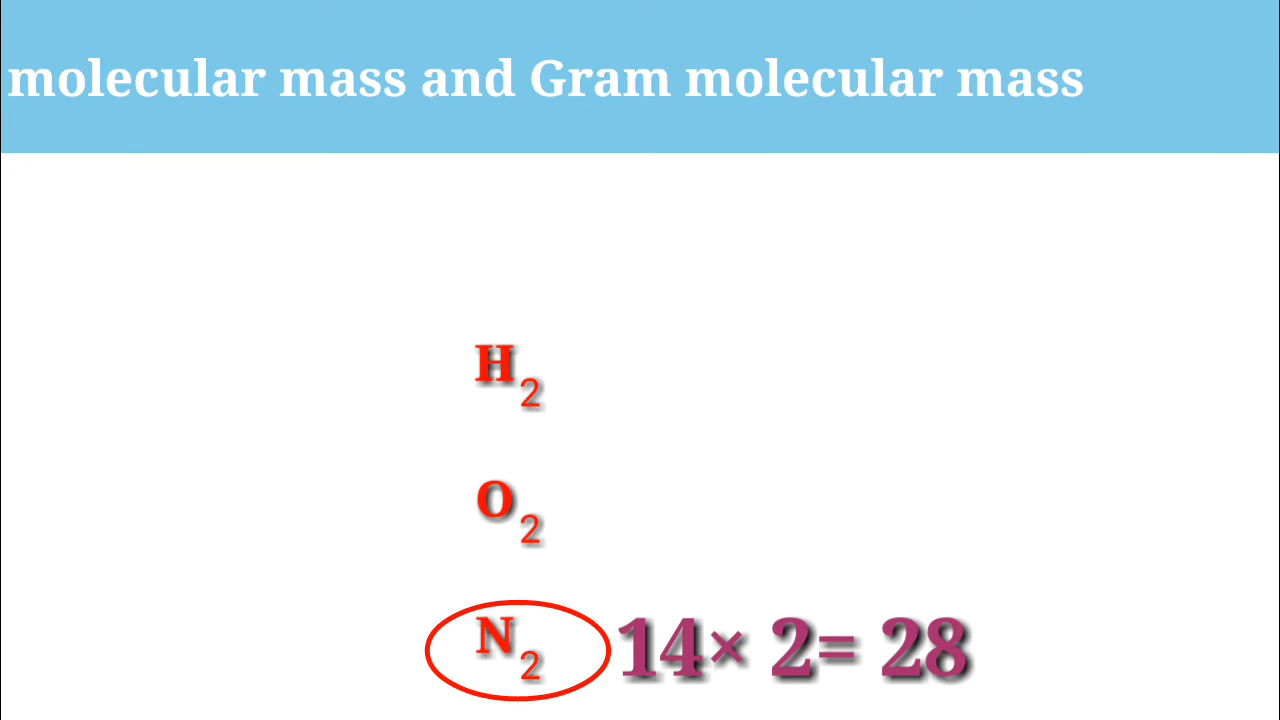 molecular mass and Gram molecular mass
H₂
O₂
N₂ 14× 2= 28